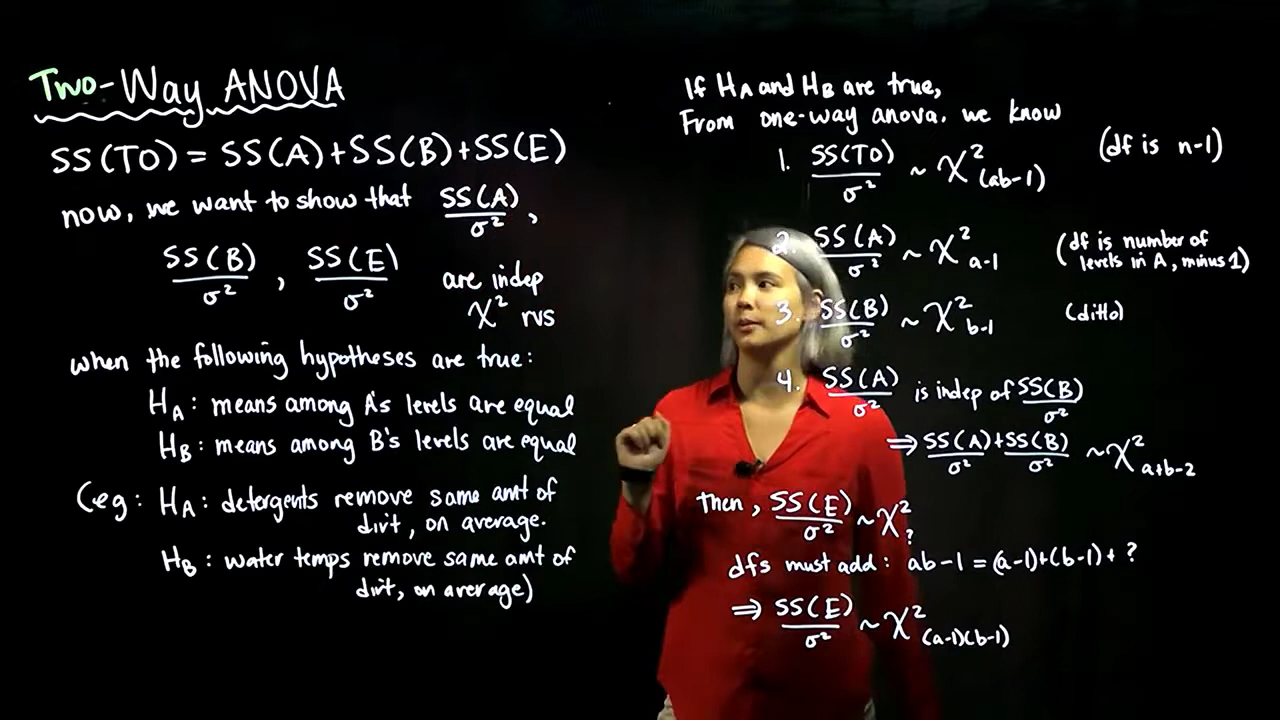 Two-Way ANOVA
SS(TO) = SS(A)+SS(B)+SS(E)
now, we want to show that SS(A)/σ²,
SS(B)/σ², SS(E)/σ² are indep
χ² rvs
when the following hypotheses are true:
H_A: means among A's levels are equal
H_B: means among B's levels are equal
(eg: H_A: detergents remove same amt of
dirt, on average.
H_B: water temps remove same amt of
dirt, on average)
If H_A and H_B are true,
From one-way anova. we know
1. SS(TO)/σ² ~ χ²_(ab-1) (df is n-1)
2. SS(A)/σ² ~ χ²_a-1 (df is number of
levels in A, minus 1)
3. SS(B)/σ² ~ χ²_b-1 (ditto)
4. SS(A)/σ² is indep of SS(B)/σ²
⇒ SS(A)/σ² + SS(B)/σ² ~ χ²_a+b-2
then, SS(E)/σ² ~ χ²_?
dfs must add: ab-1 = (a-1)+(b-1)+ ?
⇒ SS(E)/σ² ~ χ²_(a-1)(b-1)